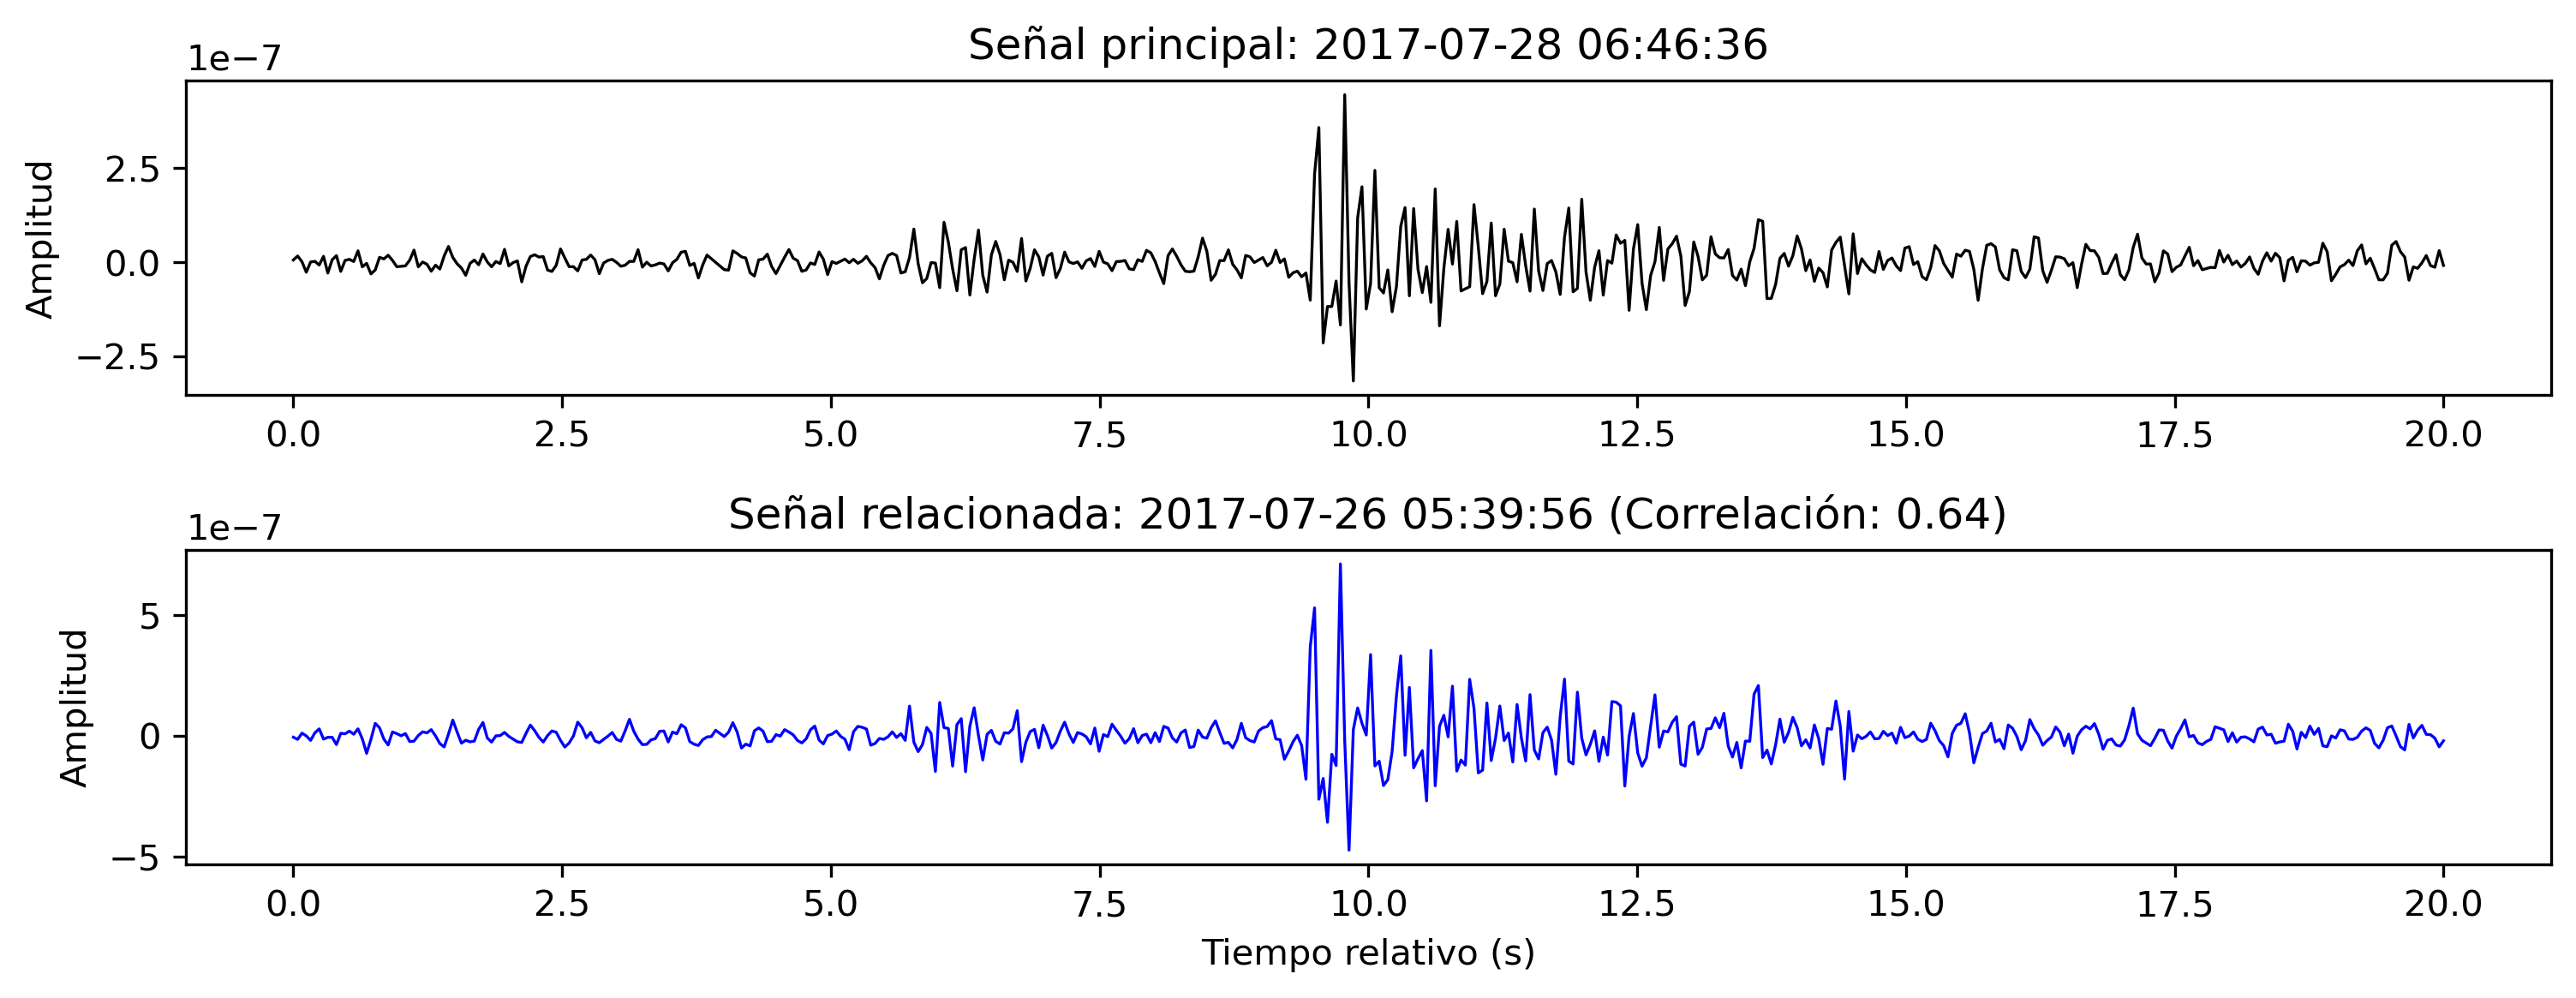 Señal principal: 2017-07-28 06:46:36
1e−7
Amplitud
2.5
0.0
−2.5
0.0 2.5 5.0 7.5 10.0 12.5 15.0 17.5 20.0
Señal relacionada: 2017-07-26 05:39:56 (Correlación: 0.64)
1e−7
Amplitud
5
0
−5
0.0 2.5 5.0 7.5 10.0 12.5 15.0 17.5 20.0
Tiempo relativo (s)